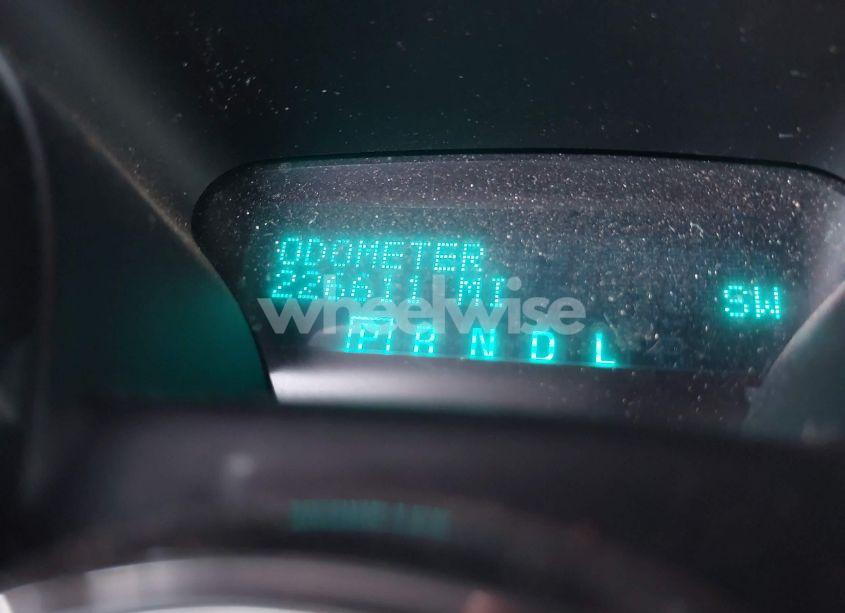 ODOMETER
226611 MI
SW
P R N D L
wheelwise